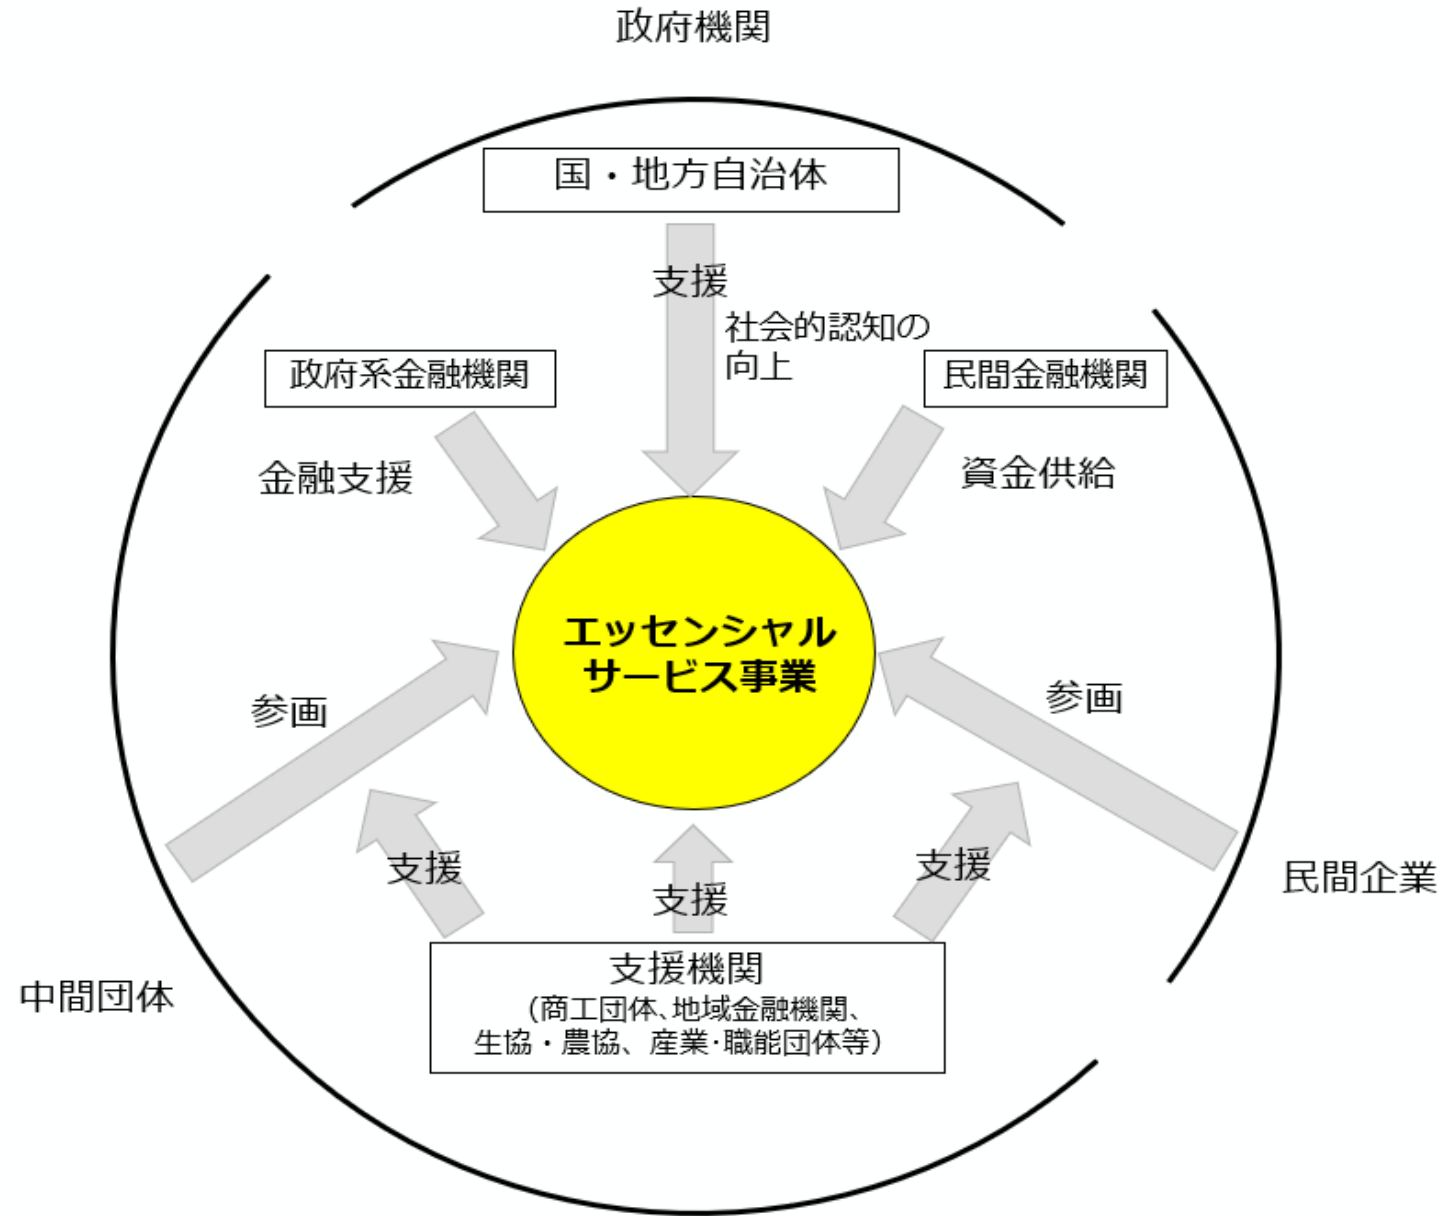 政府機関
国・地方自治体
支援
社会的認知の
向上
政府系金融機関
民間金融機関
金融支援
資金供給
エッセンシャル
サービス事業
参画
参画
支援
支援
支援
民間企業
中間団体
支援機関
（商工団体､地域金融機関、
生協・農協、産業･職能団体等）